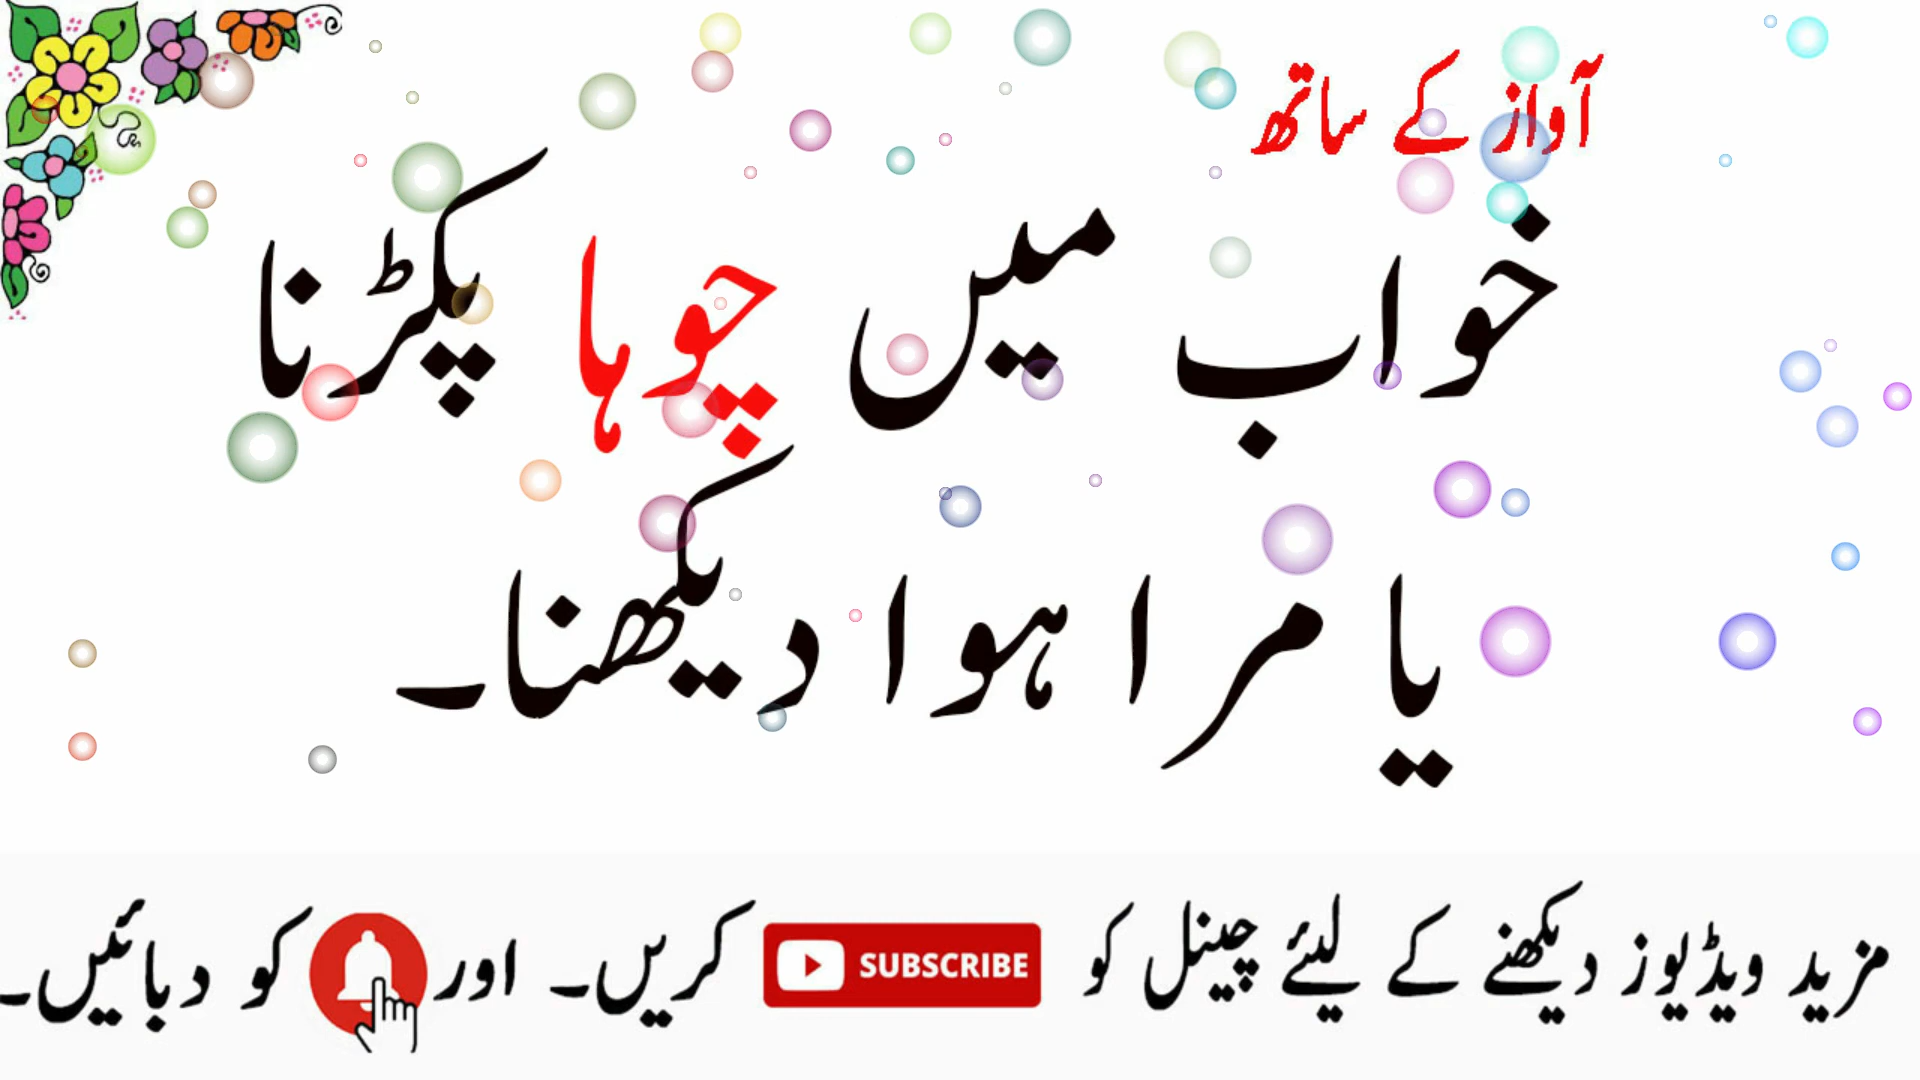 آواز کے ساتھ
خواب میں چوہا پکڑنا
یا مرا ہوا دیکھنا۔
مزید ویڈیوز دیکھنے کے لیئے چینل کو SUBSCRIBE کریں۔ اور کو دبائیں۔